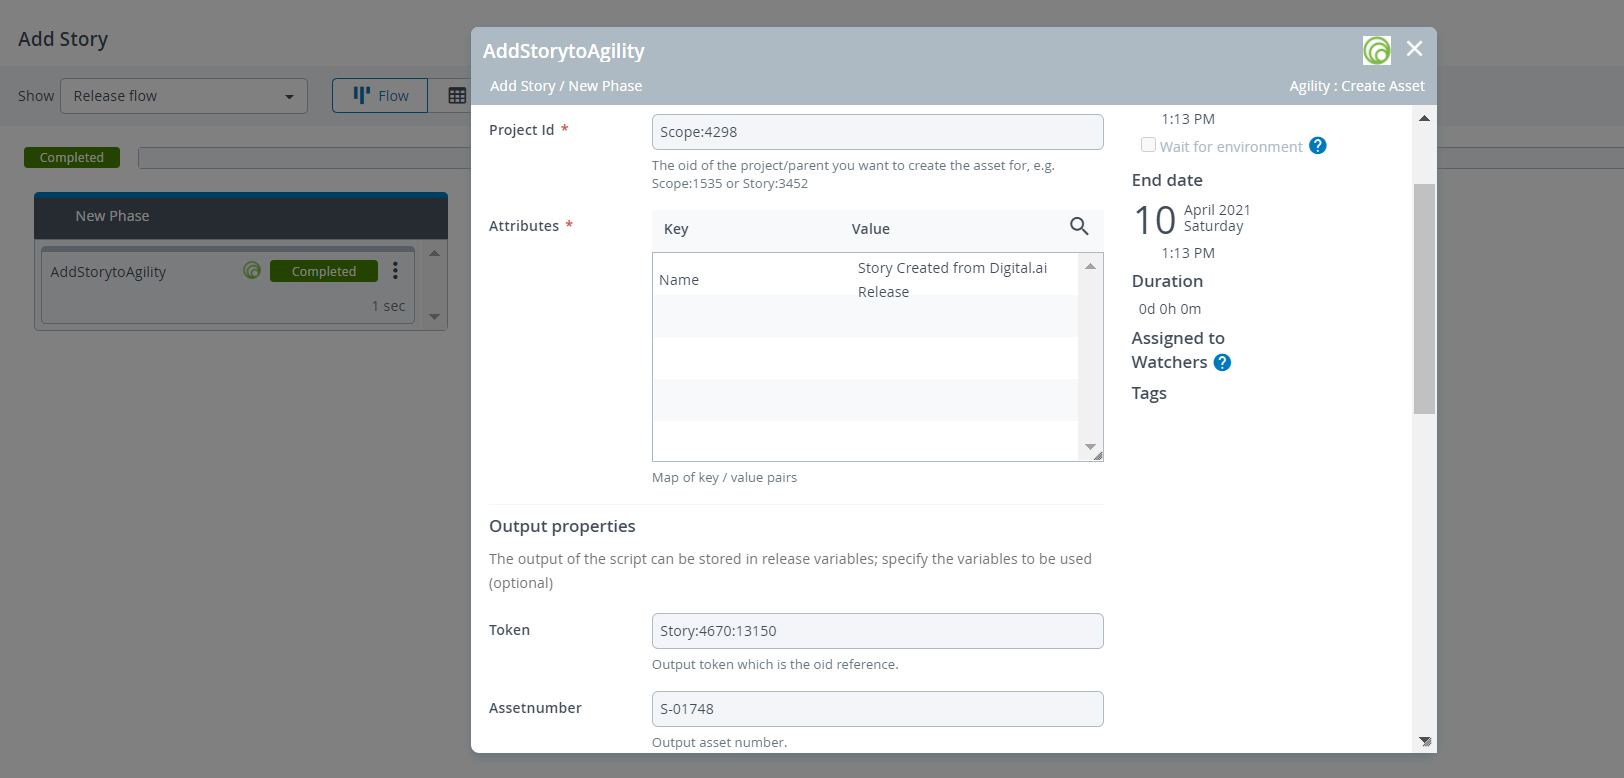 Add Story
Show
Release flow
Flow
Completed
New Phase
AddStorytoAgility
Completed
1 sec
AddStorytoAgility
Add Story / New Phase
Agility : Create Asset
Project Id *
Scope:4298
The oid of the project/parent you want to create the asset for, e.g.
Scope:1535 or Story:3452
Attributes *
Key
Value
Name
Story Created from Digital.ai
Release
Map of key / value pairs
Output properties
The output of the script can be stored in release variables; specify the variables to be used
(optional)
Token
Story:4670:13150
Output token which is the oid reference.
Assetnumber
S-01748
Output asset number.
1:13 PM
Wait for environment ?
End date
10
April 2021
Saturday
1:13 PM
Duration
0d 0h 0m
Assigned to
Watchers ?
Tags